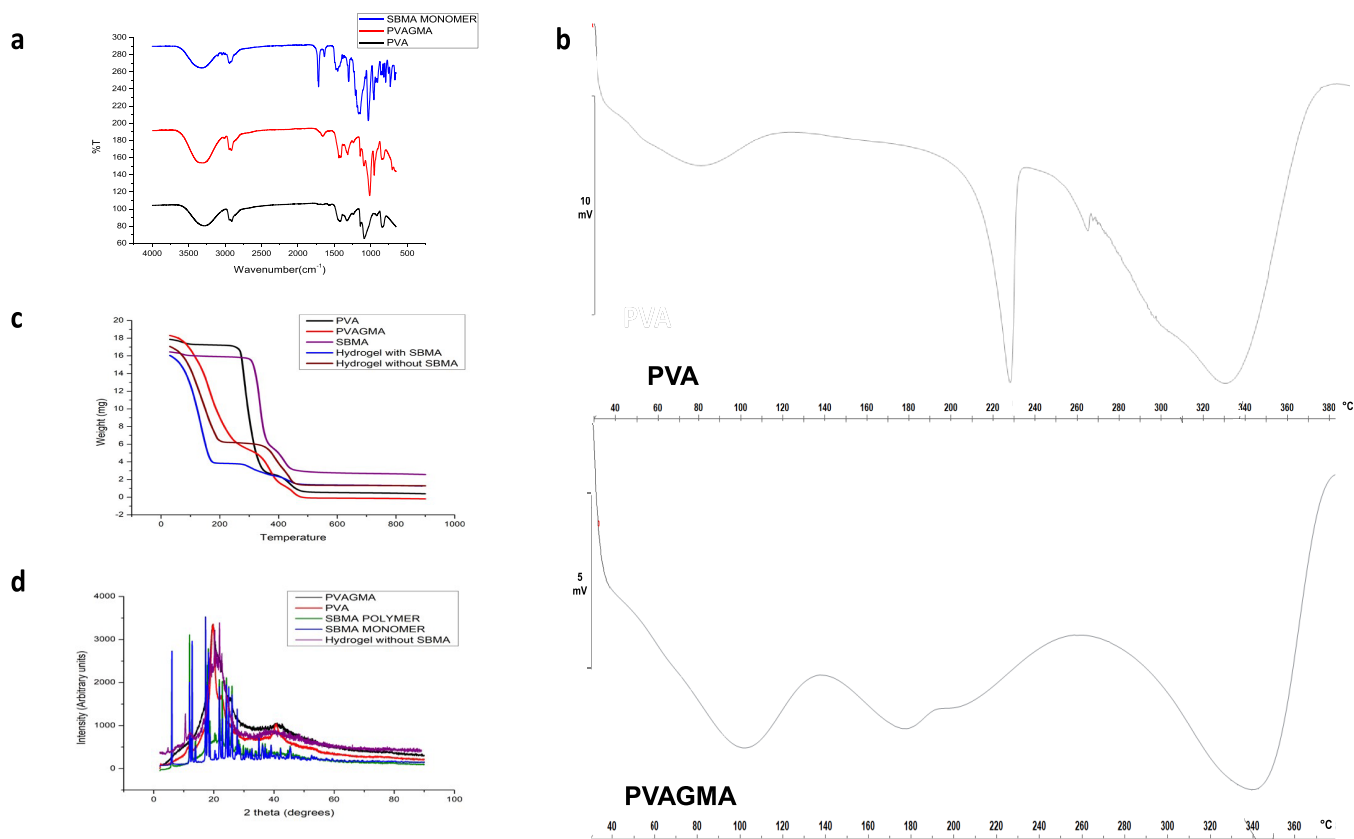 a
SBMA MONOMER
PVAGMA
PVA
300
280
260
240
220
200
180
160
140
120
100
80
60
%T
4000 3500 3000 2500 2000 1500 1000 500
Wavenumber(cm-1)
b
10
mV
PVA
PVA
40 60 80 100 120 140 160 180 200 220 240 260 280 300 320 340 360 380 °C
5
mV
PVAGMA
40 60 80 100 120 140 160 180 200 220 240 260 280 300 320 340 360 °C
c
PVA
PVAGMA
SBMA
Hydrogel with SBMA
Hydrogel without SBMA
20
18
16
14
12
10
8
6
4
2
0
-2
Weight (mg)
0 200 400 600 800 1000
Temperature
d
PVAGMA
PVA
SBMA POLYMER
SBMA MONOMER
Hydrogel without SBMA
4000
3000
2000
1000
0
Intensity (Arbitrary units)
0 20 40 60 80 100
2 theta (degrees)